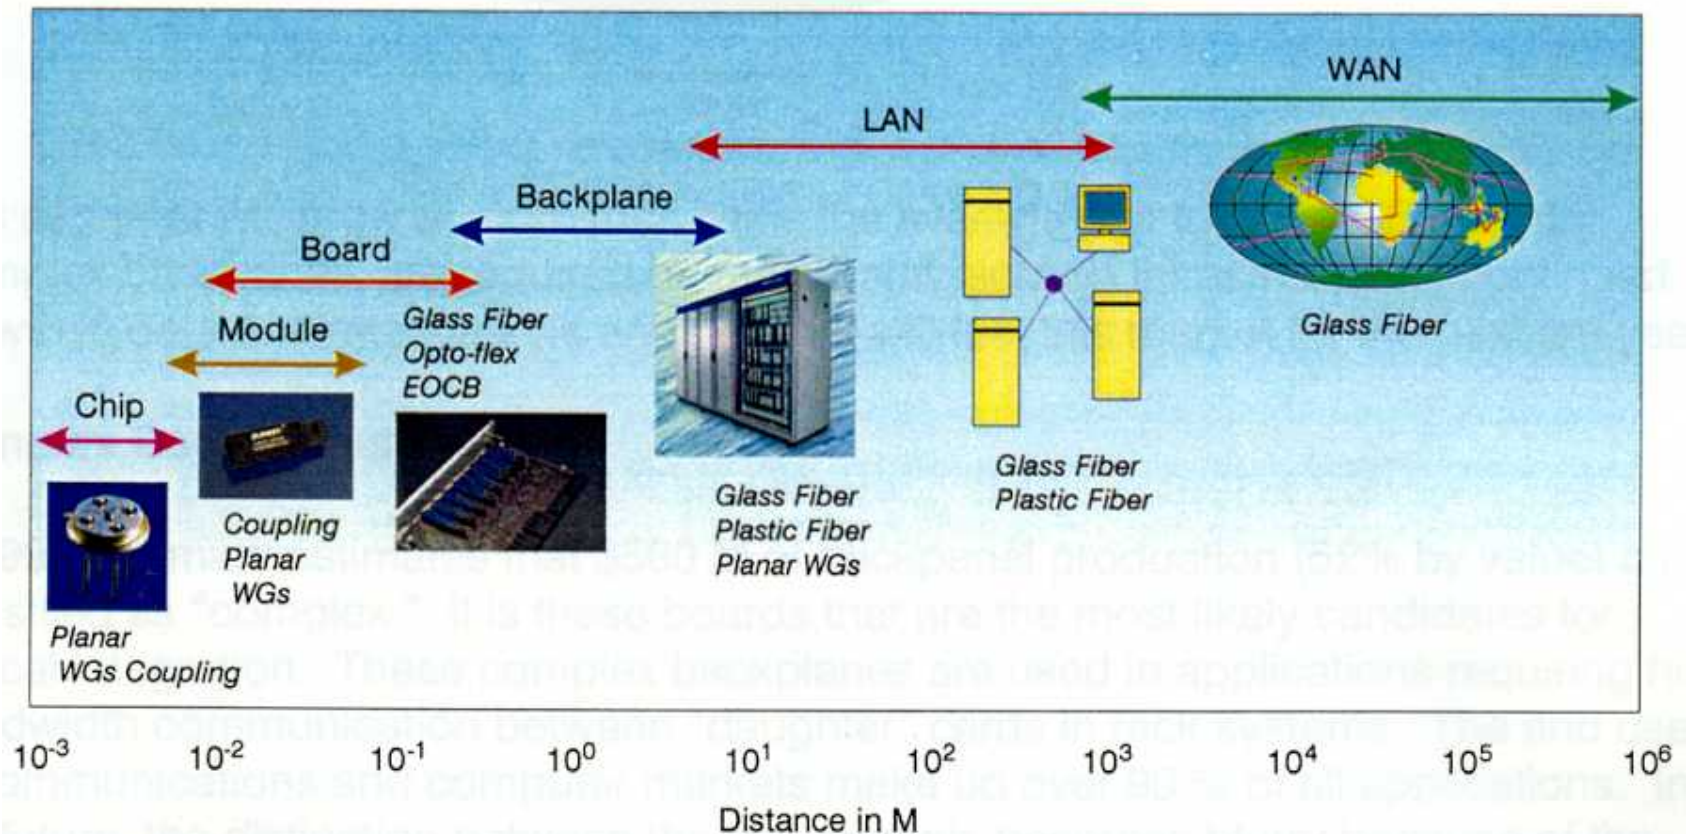 WAN
LAN
Backplane
Board
Module
Chip
Glass Fiber
Opto-flex
EOCB
Glass Fiber
Coupling
Planar
WGs
Glass Fiber
Plastic Fiber
Planar WGs
Glass Fiber
Plastic Fiber
Planar
WGs Coupling
10⁻³ 10⁻² 10⁻¹ 10⁰ 10¹ 10² 10³ 10⁴ 10⁵ 10⁶
Distance in M